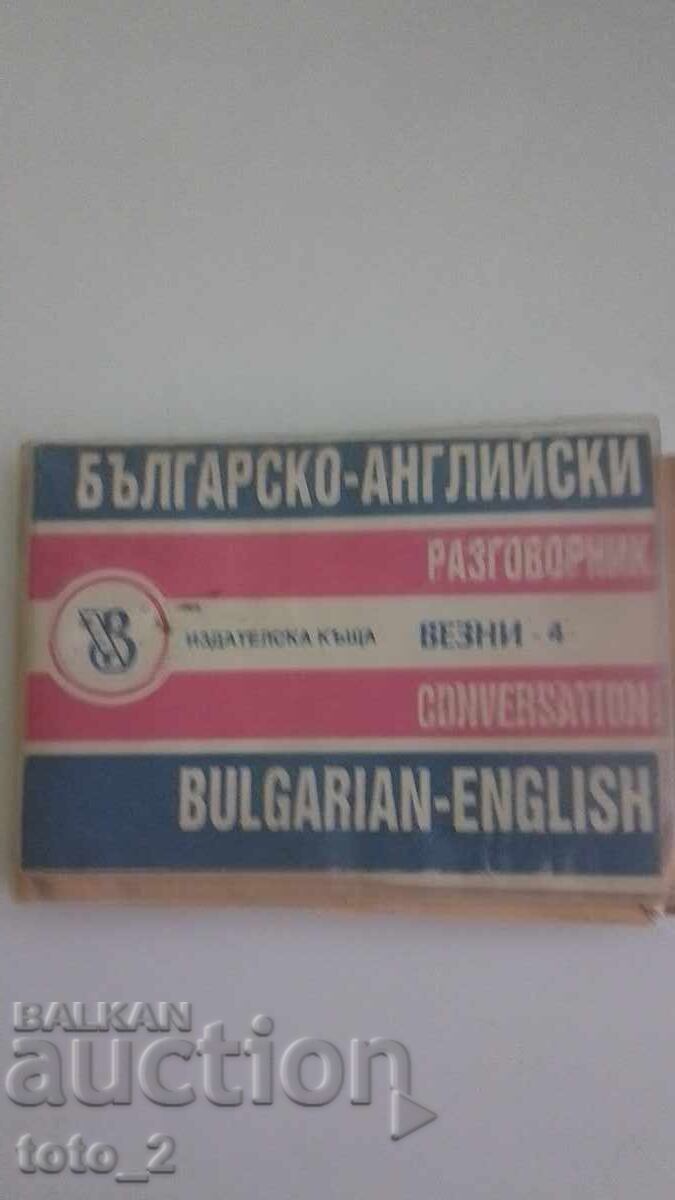 БЪЛГАРСКО-АНГЛИЙСКИ
РАЗГОВОРНИК
ИЗДАТЕЛСКА КЪЩА ВЕЗНИ - 4
CONVERSATION
BULGARIAN-ENGLISH
BALKAN
auction
toto_2